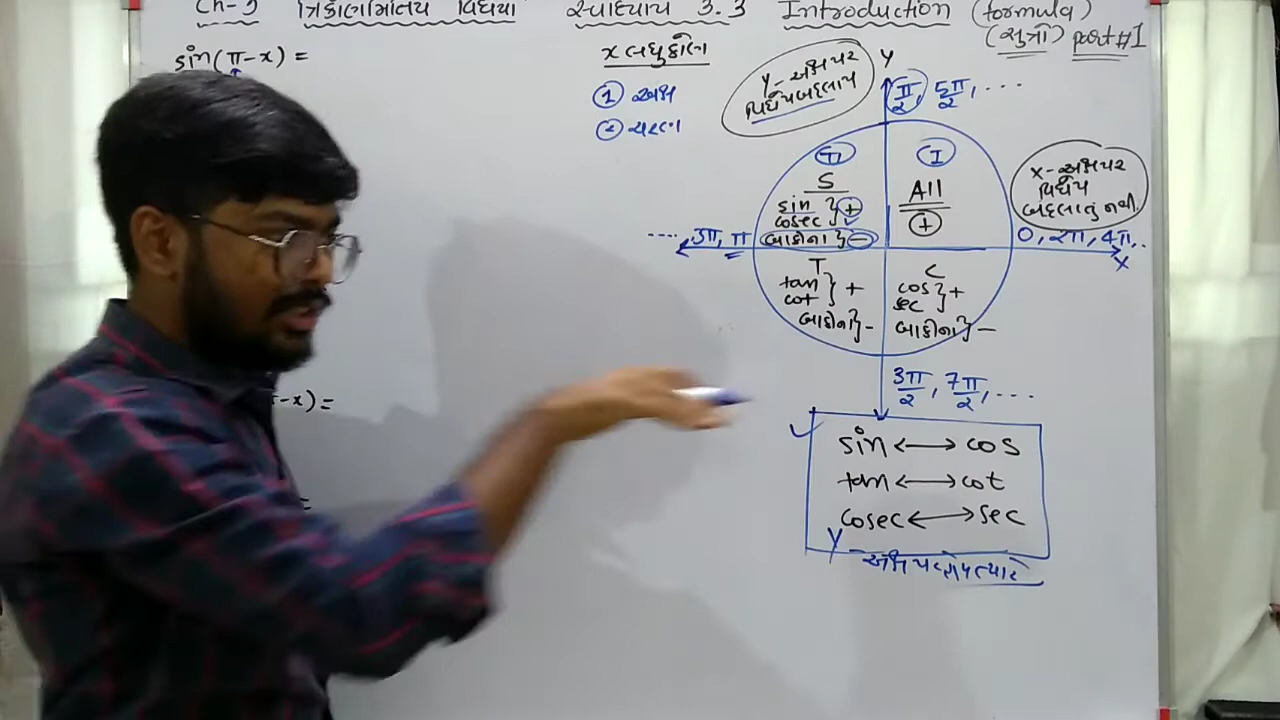 Ch-3 ત્રિકોણમિતીય વિધેયો સ્વાધ્યાય 3.3 Introduction (formula)
(સુત્રો) part #1
sin(π-x) =
x લઘુકોણ
① અક્ષ
② ચરણ
Y-અક્ષ પર
વિધેય બદલાય
Y
π/2, 5π/2, ...
II
S
sin } +
cosec
બાકીના } -
I
All
+
X-અક્ષ પર
વિધેય
બદલાતું નથી.
.... 3π, π
0, 2π, 4π, ..
X
T
tan } +
cot
બાકીના } -
C
cos } +
sec
બાકીના } -
3π/2, 7π/2, ...
-x) =
=
sin ⟷ cos
tan ⟷ cot
cosec ⟷ sec
Y-અક્ષ પર